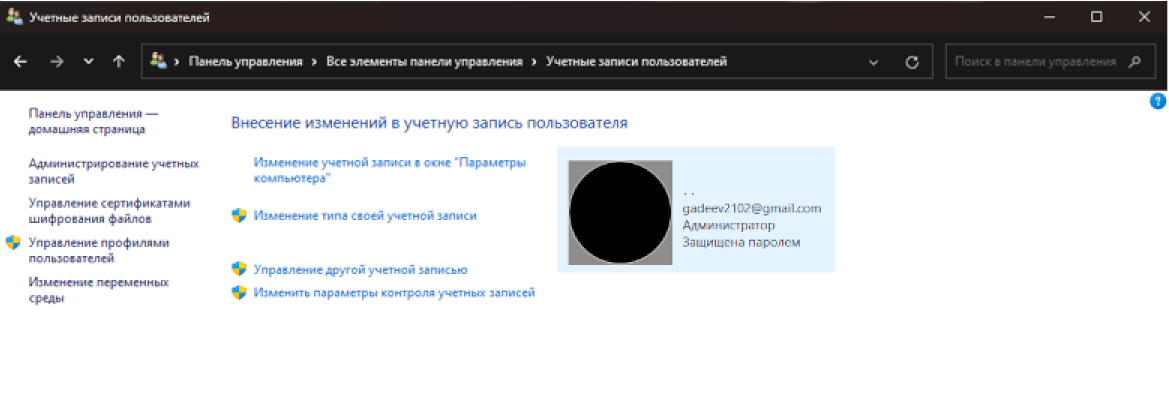 Учетные записи пользователей
Панель управления > Все элементы панели управления > Учетные записи пользователей
Поиск в панели управления
?
Панель управления —
домашняя страница
Администрирование учетных
записей
Управление сертификатами
шифрования файлов
Управление профилями
пользователей
Изменение переменных
среды
Внесение изменений в учетную запись пользователя
Изменение учетной записи в окне "Параметры
компьютера"
Изменение типа своей учетной записи
Управление другой учетной записью
Изменить параметры контроля учетных записей
. .
gadeev2102@gmail.com
Администратор
Защищена паролем